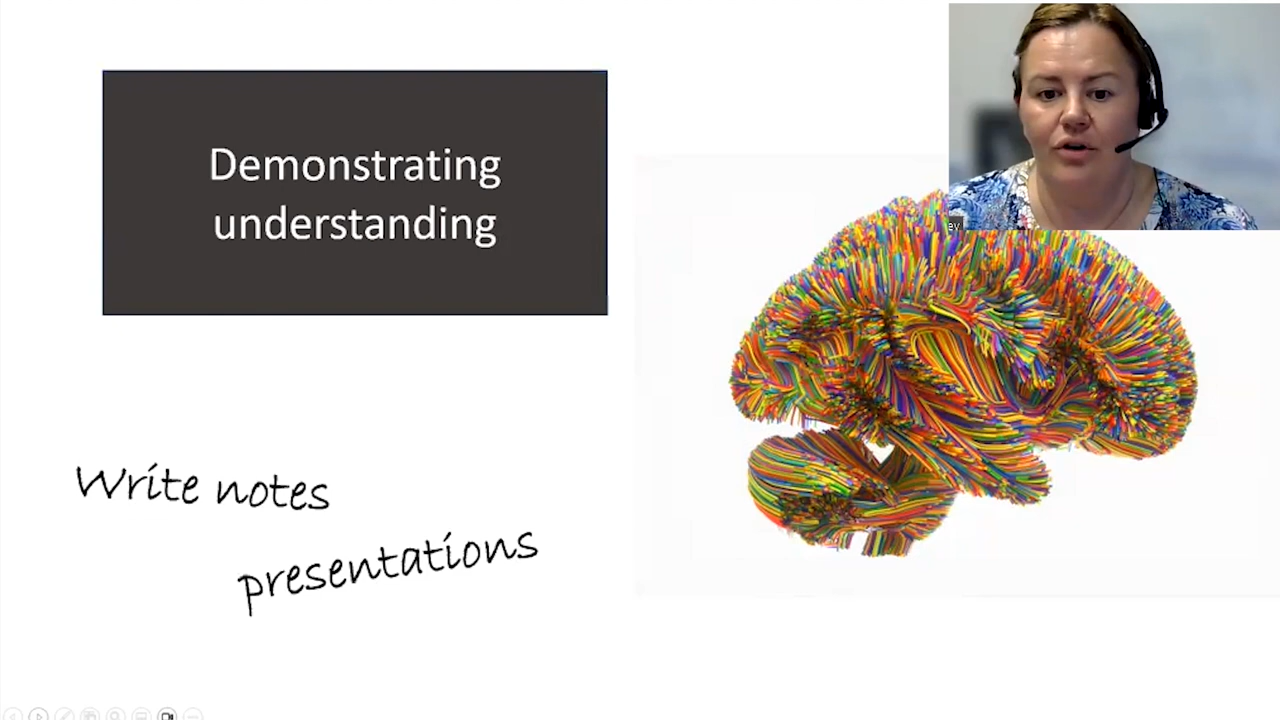 Demonstrating
understanding
Write notes
presentations